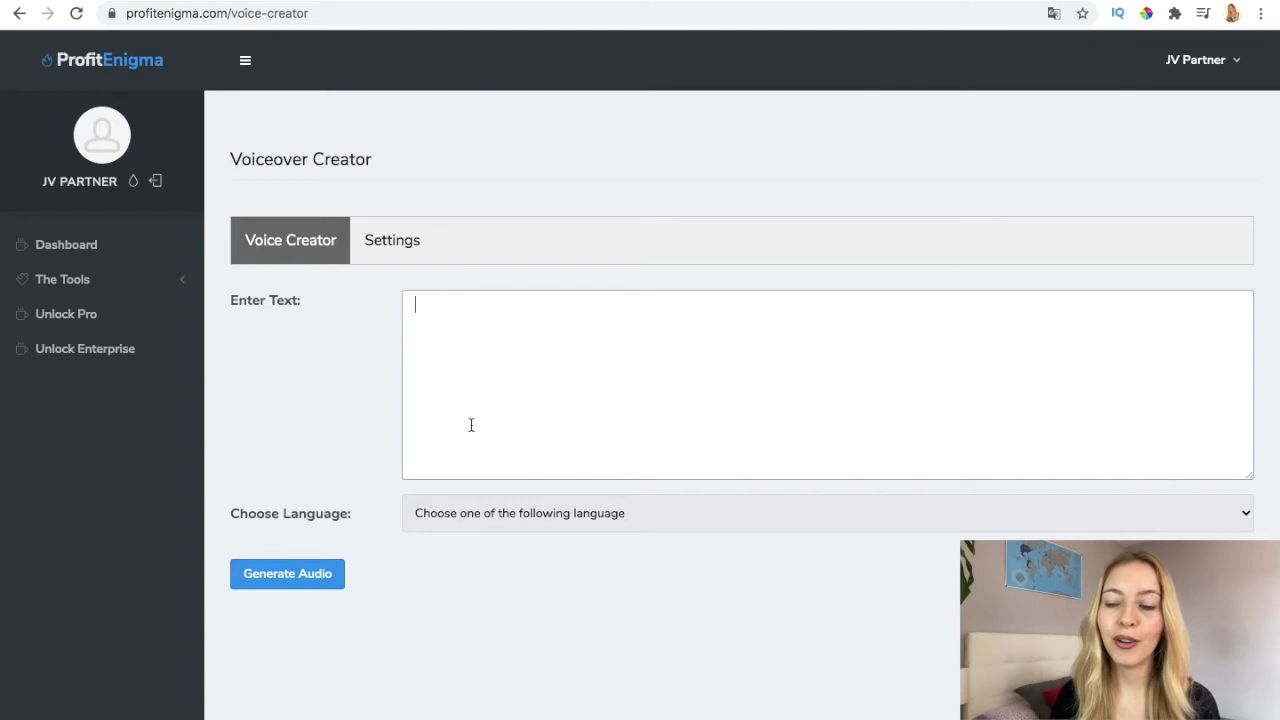 profitenigma.com/voice-creator
IQ
ProfitEnigma
JV Partner
JV PARTNER
Dashboard
The Tools
Unlock Pro
Unlock Enterprise
Voiceover Creator
Voice Creator
Settings
Enter Text:
Choose Language:
Choose one of the following language
Generate Audio